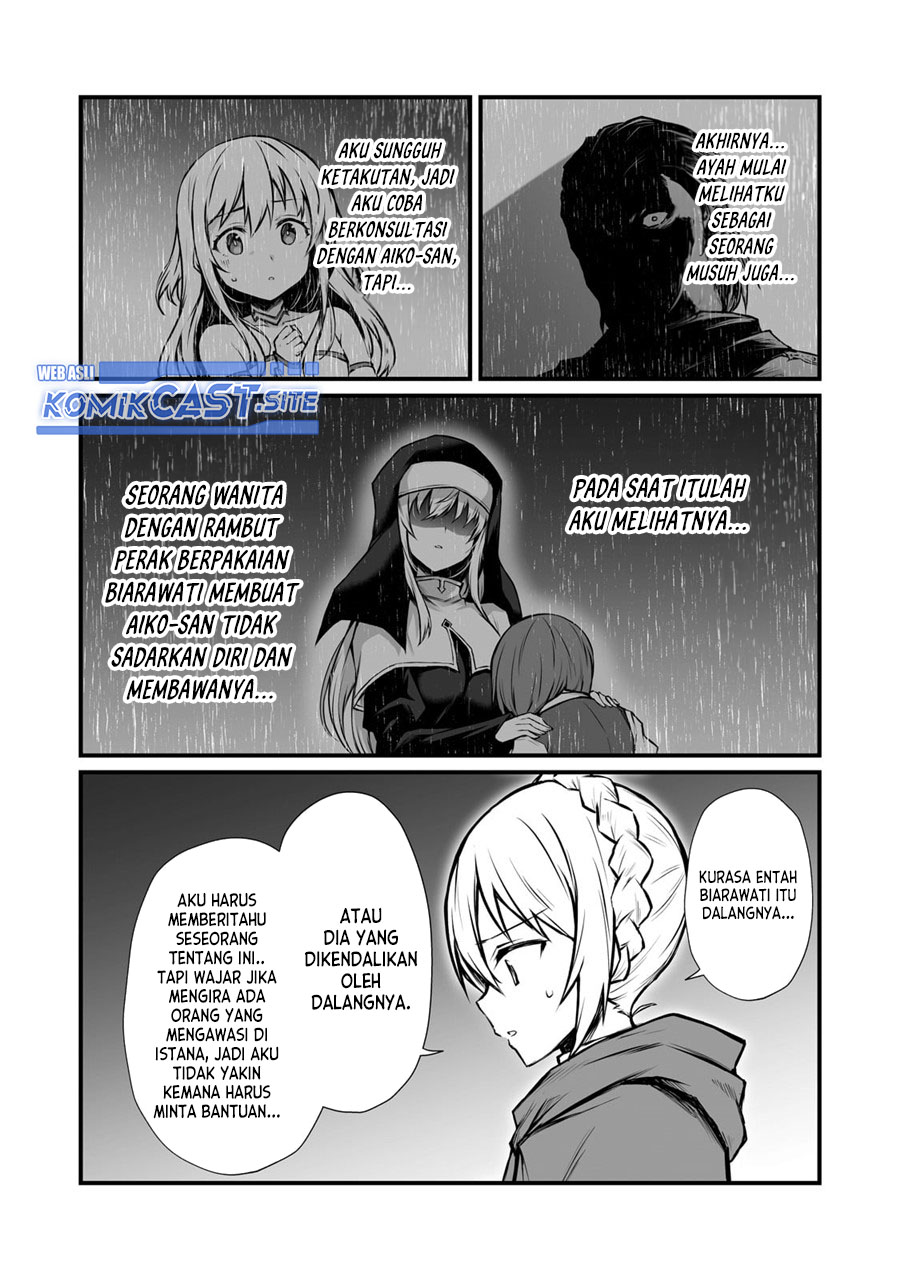 AKHIRNYA...
AYAH MULAI
MELIHATKU
SEBAGAI
SEORANG
MUSUH JUGA...
AKU SUNGGUH
KETAKUTAN, JADI
AKU COBA
BERKONSULTASI
DENGAN AIKO-SAN,
TAPI...
WEB ASLI
KOMIKCAST.SITE
PADA SAAT ITULAH
AKU MELIHATNYA...
SEORANG WANITA
DENGAN RAMBUT
PERAK BERPAKAIAN
BIARAWATI MEMBUAT
AIKO-SAN TIDAK
SADARKAN DIRI DAN
MEMBAWANYA...
KURASA ENTAH
BIARAWATI ITU
DALANGNYA...
ATAU
DIA YANG
DIKENDALIKAN
OLEH
DALANGNYA.
AKU HARUS
MEMBERITAHU
SESEORANG
TENTANG INI..
TAPI WAJAR JIKA
MENGIRA ADA
ORANG YANG
MENGAWASI DI
ISTANA, JADI AKU
TIDAK YAKIN
KEMANA HARUS
MINTA BANTUAN...